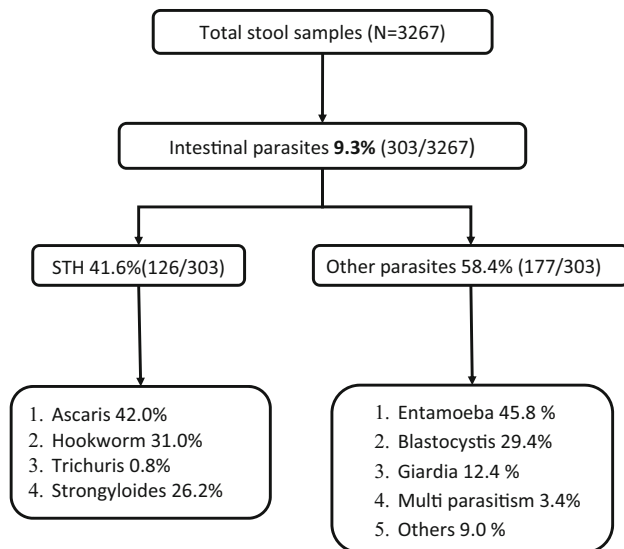 Total stool samples (N=3267)
Intestinal parasites 9.3% (303/3267)
STH 41.6%(126/303)
Other parasites 58.4% (177/303)
1. Ascaris 42.0%
2. Hookworm 31.0%
3. Trichuris 0.8%
4. Strongyloides 26.2%
1. Entamoeba 45.8 %
2. Blastocystis 29.4%
3. Giardia 12.4 %
4. Multi parasitism 3.4%
5. Others 9.0 %